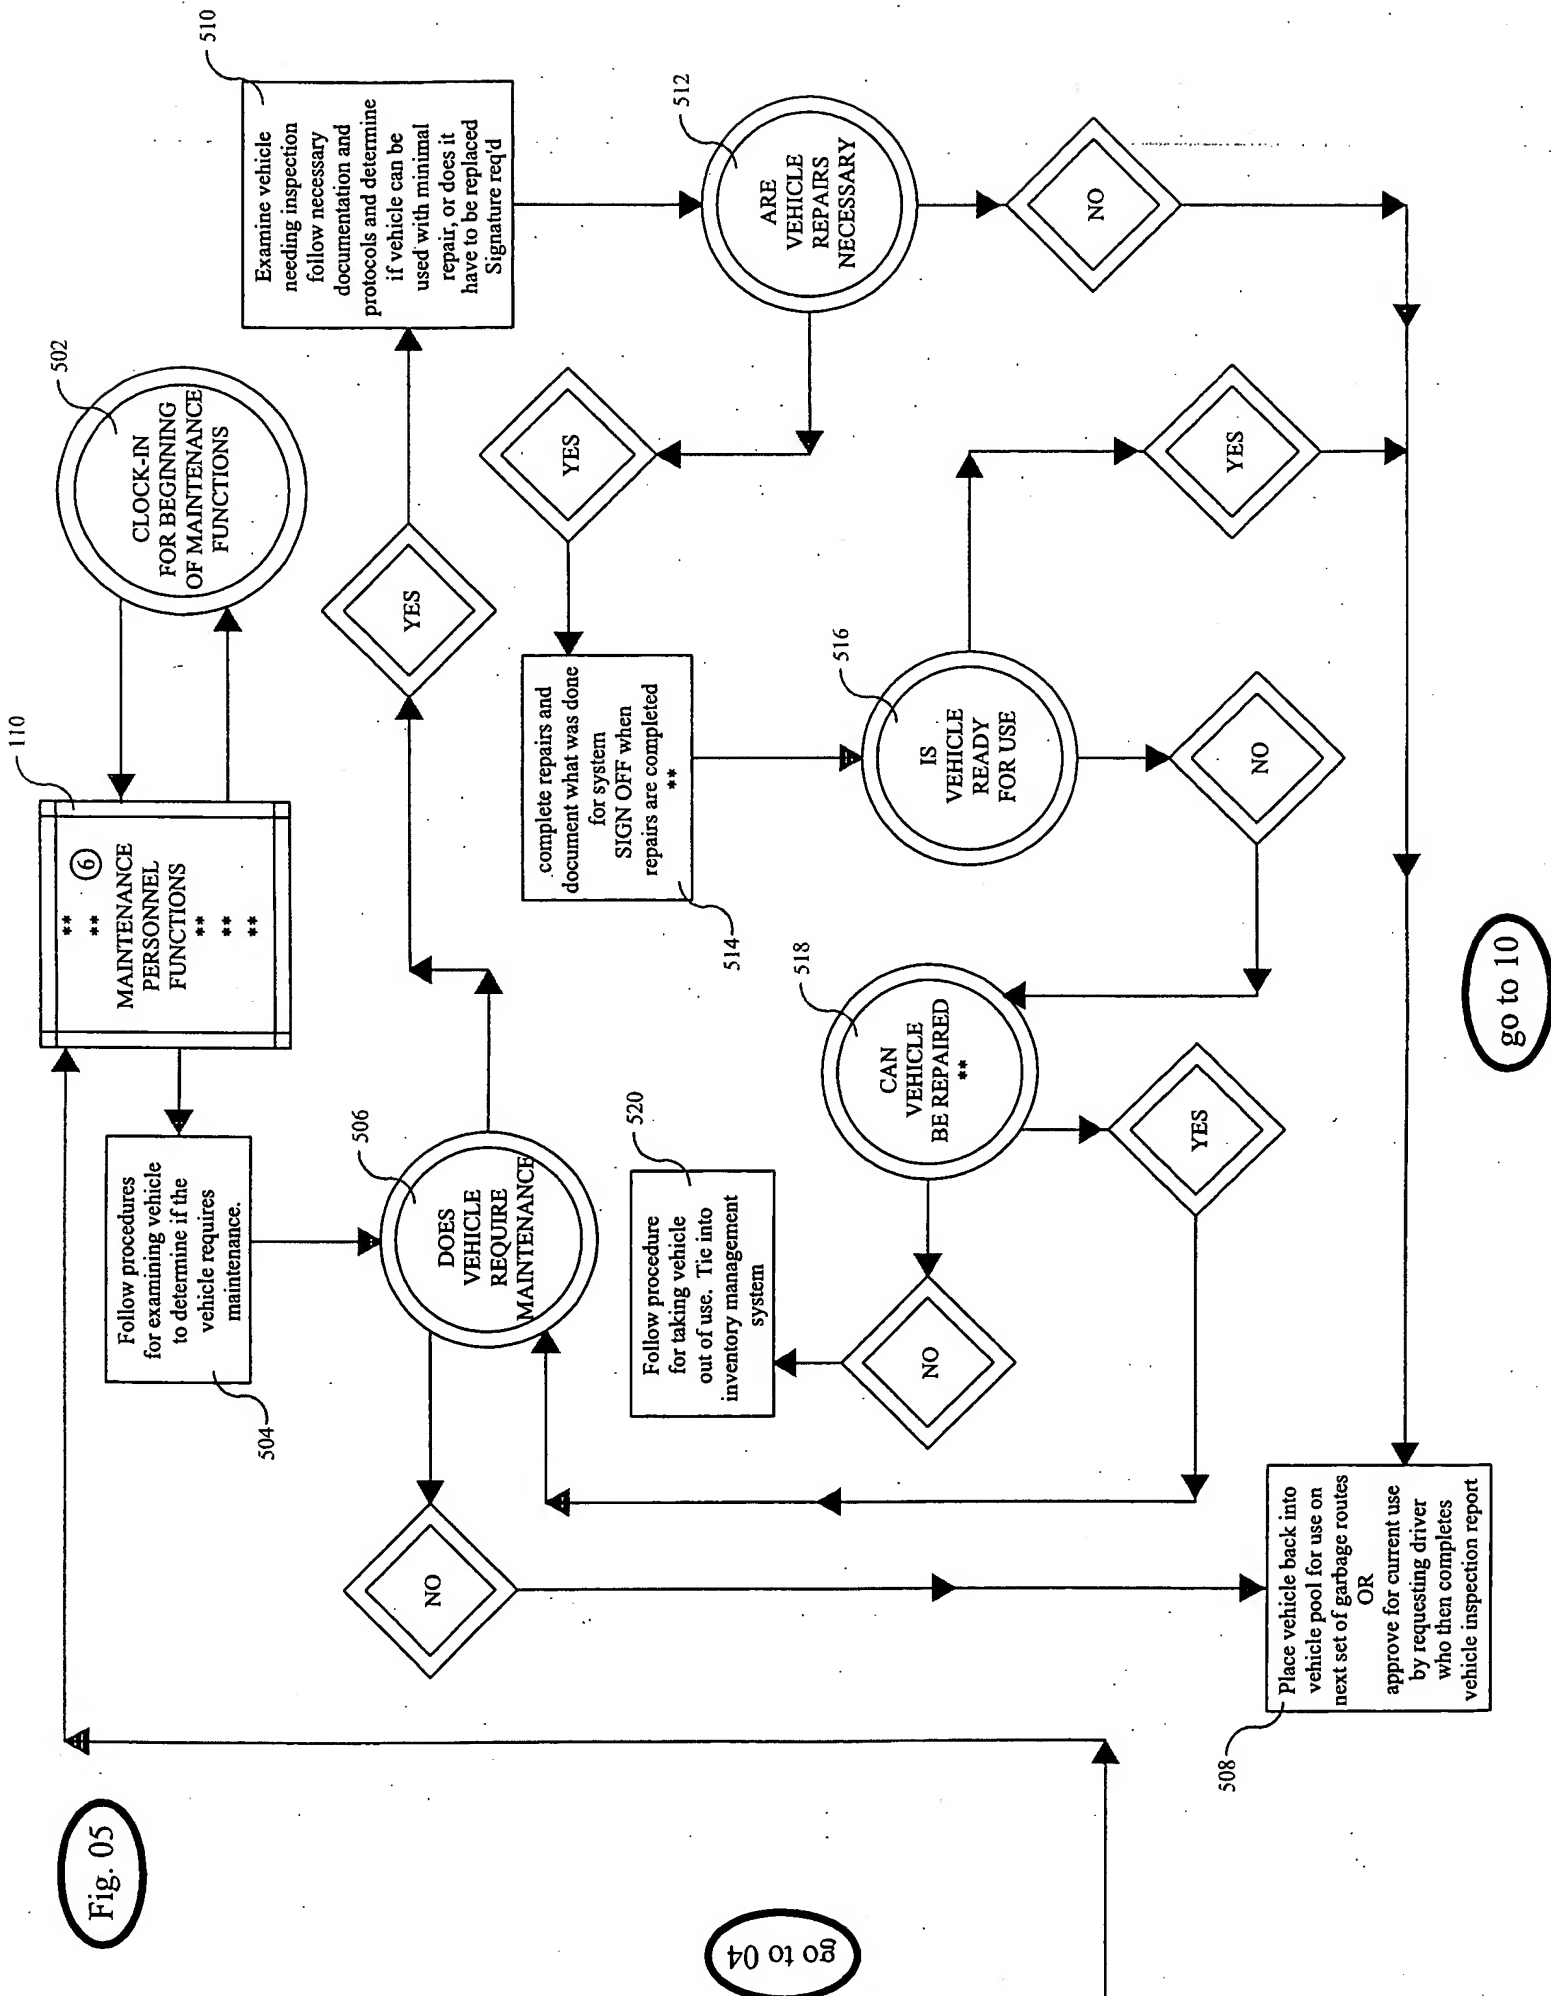 Fig. 05
110
**
** 6
MAINTENANCE
PERSONNEL
FUNCTIONS
**
**
**
502
CLOCK-IN
FOR BEGINNING
OF MAINTENANCE
FUNCTIONS
504
Follow procedures
for examining vehicle
to determine if the
vehicle requires
maintenance.
506
DOES
VEHICLE
REQUIRE
MAINTENANCE
NO
YES
510
Examine vehicle
needing inspection
follow necessary
documentation and
protocols and determine
if vehicle can be
used with minimal
repair, or does it
have to be replaced
Signature req'd
512
ARE
VEHICLE
REPAIRS
NECESSARY
YES
NO
514
complete repairs and
document what was done
for system
SIGN OFF when
repairs are completed
**
516
IS
VEHICLE
READY
FOR USE
YES
NO
518
CAN
VEHICLE
BE REPAIRED
**
NO
YES
520
Follow procedure
for taking vehicle
out of use. Tie into
inventory management
system
508
Place vehicle back into
vehicle pool for use on
next set of garbage routes
OR
approve for current use
by requesting driver
who then completes
vehicle inspection report
go to 04
go to 10